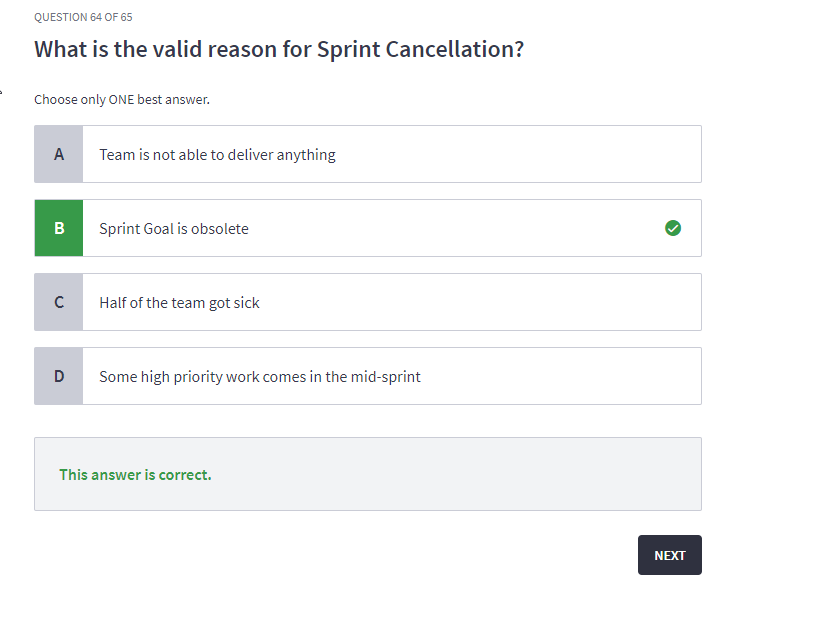 QUESTION 64 OF 65
What is the valid reason for Sprint Cancellation?
Choose only ONE best answer.
A Team is not able to deliver anything
B Sprint Goal is obsolete
C Half of the team got sick
D Some high priority work comes in the mid-sprint
This answer is correct.
NEXT